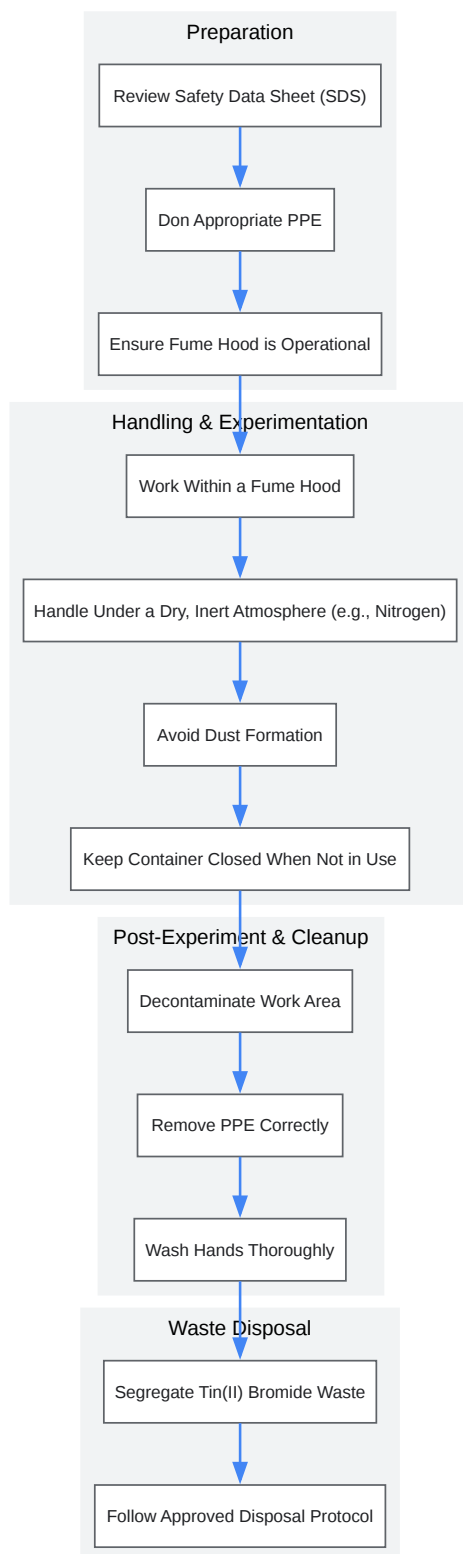 Preparation
Review Safety Data Sheet (SDS)
Don Appropriate PPE
Ensure Fume Hood is Operational
Handling & Experimentation
Work Within a Fume Hood
Handle Under a Dry, Inert Atmosphere (e.g., Nitrogen)
Avoid Dust Formation
Keep Container Closed When Not in Use
Post-Experiment & Cleanup
Decontaminate Work Area
Remove PPE Correctly
Wash Hands Thoroughly
Waste Disposal
Segregate Tin(II) Bromide Waste
Follow Approved Disposal Protocol